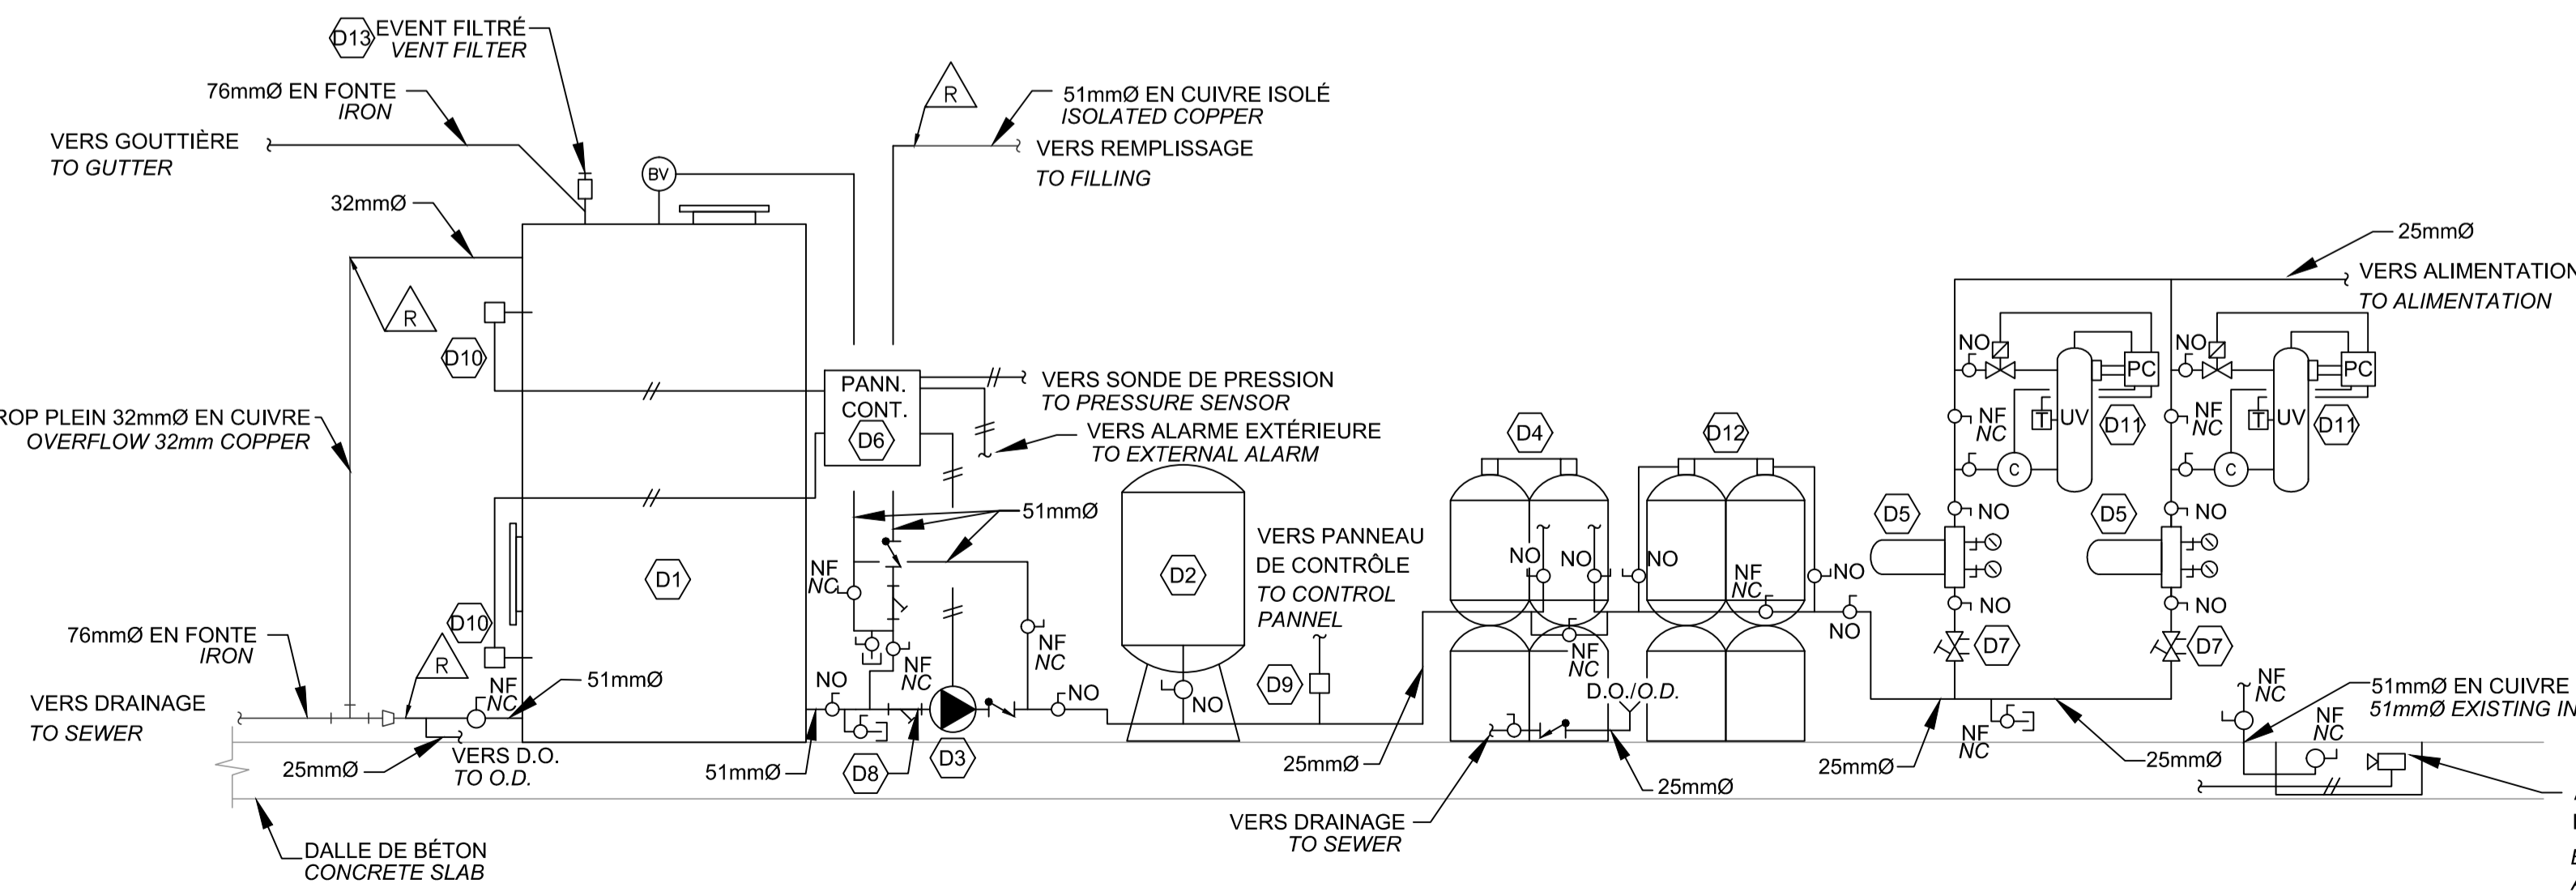 D13
EVENT FILTRÉ
VENT FILTER
76mmØ EN FONTE
IRON
VERS GOUTTIÈRE
TO GUTTER
32mmØ
BV
R
51mmØ EN CUIVRE ISOLÉ
ISOLATED COPPER
VERS REMPLISSAGE
TO FILLING
R
D10
ROP PLEIN 32mmØ EN CUIVRE
OVERFLOW 32mm COPPER
PANN.
CONT.
D6
VERS SONDE DE PRESSION
TO PRESSURE SENSOR
VERS ALARME EXTÉRIEURE
TO EXTERNAL ALARM
51mmØ
D1
D10
76mmØ EN FONTE
IRON
R
NF
NC
51mmØ
VERS DRAINAGE
TO SEWER
25mmØ
VERS D.O.
TO O.D.
DALLE DE BÉTON
CONCRETE SLAB
NF
NC
NO
NF
NC
NF
NC
NO
51mmØ
D8
D3
D2
NO
VERS PANNEAU
DE CONTRÔLE
TO CONTROL
PANNEL
D9
25mmØ
D4
D12
NO
NO
NO
NF
NC
NO
NO
NF
NC
D.O./O.D.
25mmØ
VERS DRAINAGE
TO SEWER
25mmØ
VERS ALIMENTATION
TO ALIMENTATION
NO
PC
UV
T
D11
NF
NC
C
NO
D5
NO
D7
NO
PC
UV
T
D11
NF
NC
C
NO
D5
NO
D7
25mmØ
NF
NC
25mmØ
NF
NC
NF
NC
51mmØ EN CUIVRE
51mmØ EXISTING IN